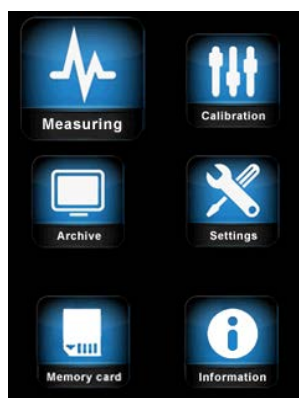 Measuring
Calibration
Archive
Settings
Memory card
Information